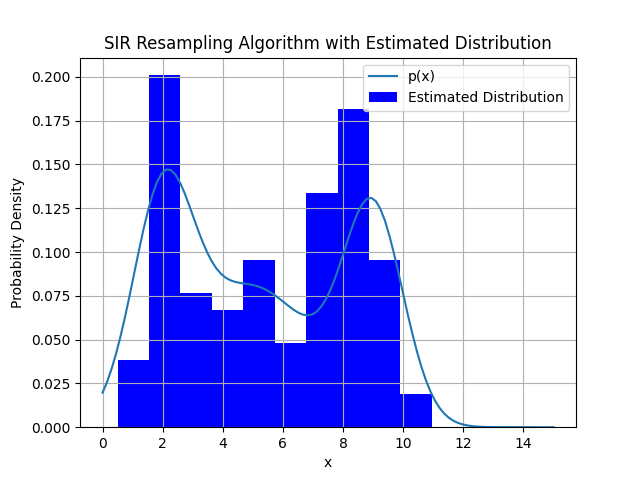 SIR Resampling Algorithm with Estimated Distribution
p(x)
Estimated Distribution
0.200
0.175
0.150
0.125
0.100
0.075
0.050
0.025
0.000
Probability Density
0 2 4 6 8 10 12 14
x